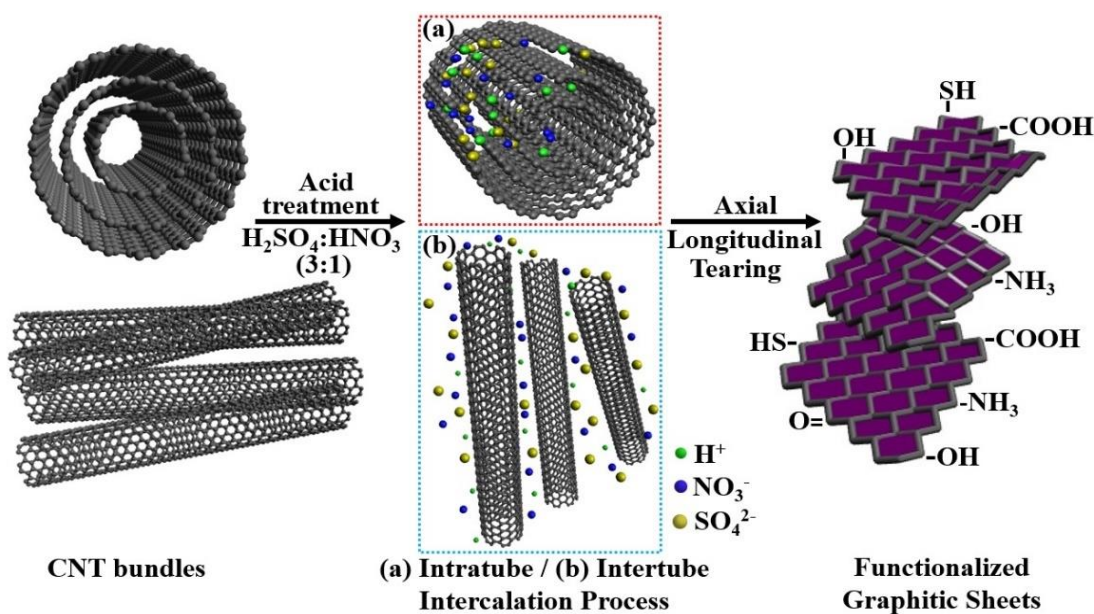 Acid
treatment
H₂SO₄:HNO₃
(3:1)
CNT bundles
(a)
(b)
H⁺
NO₃⁻
SO₄²⁻
(a) Intratube / (b) Intertube
Intercalation Process
Axial
Longitudinal
Tearing
SH
-COOH
OH
-OH
-NH₃
HS-
-COOH
-NH₃
O=
-OH
Functionalized
Graphitic Sheets